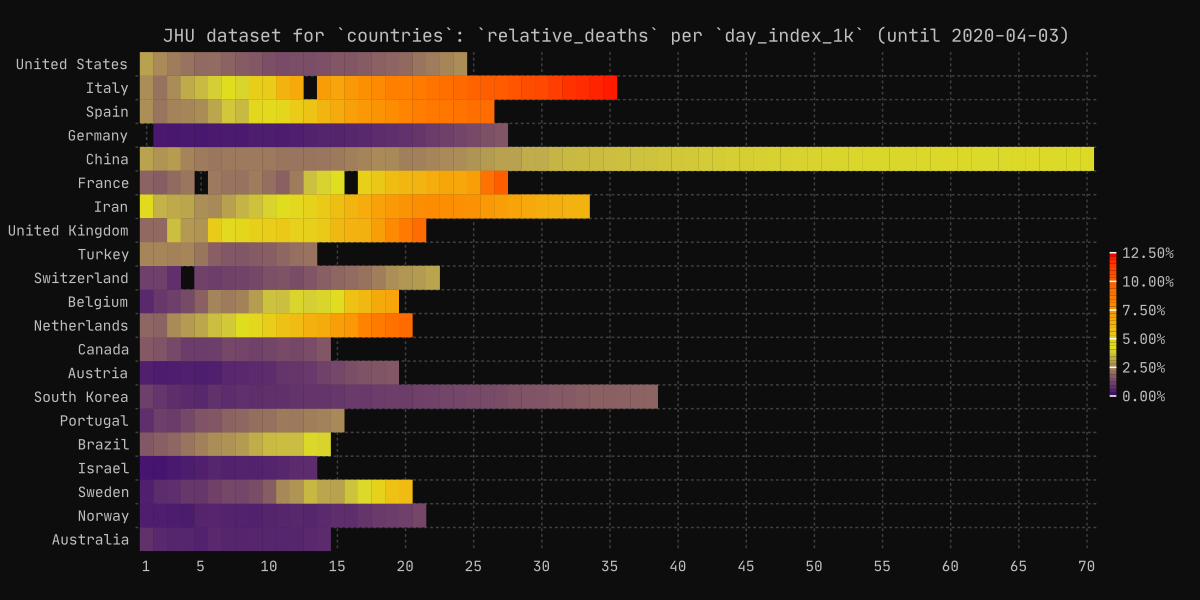 JHU dataset for `countries`: `relative_deaths` per `day_index_1k` (until 2020-04-03)
United States
Italy
Spain
Germany
China
France
Iran
United Kingdom
Turkey
Switzerland
Belgium
Netherlands
Canada
Austria
South Korea
Portugal
Brazil
Israel
Sweden
Norway
Australia
1 5 10 15 20 25 30 35 40 45 50 55 60 65 70
12.50%
10.00%
7.50%
5.00%
2.50%
0.00%